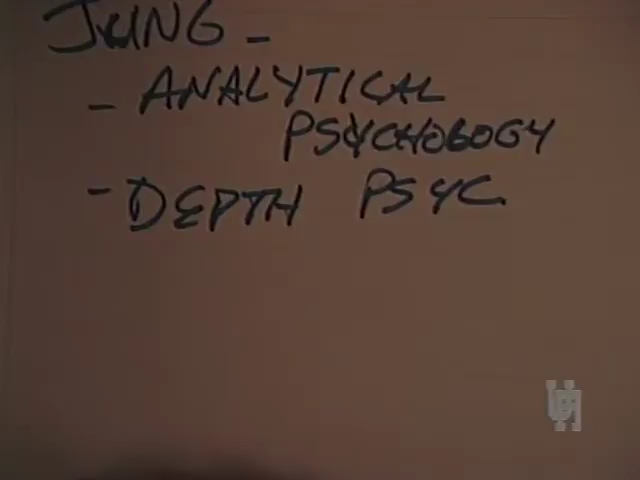 JUNG -
- ANALYTICAL
PSYCHOLOGY
- DEPTH PSYC